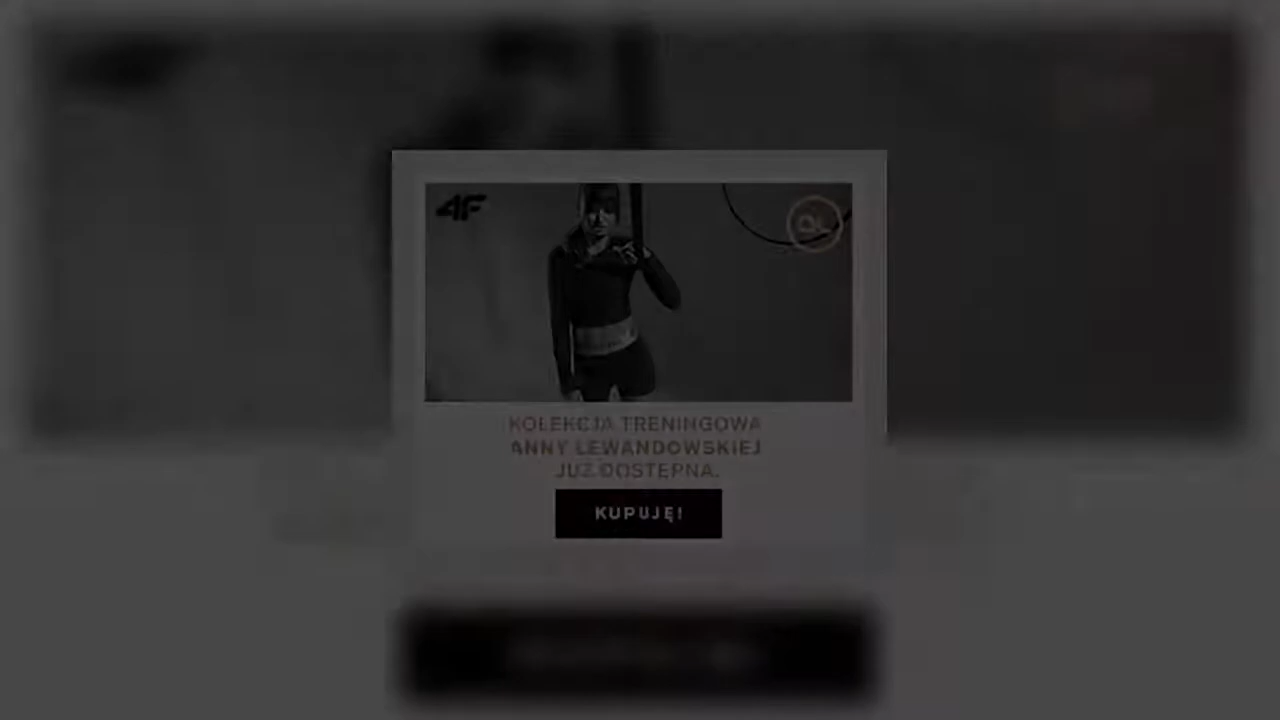 4F
KOLEKCJA TRENINGOWA
ANNY LEWANDOWSKIEJ
JUŻ DOSTĘPNA.
KUPUJĘ!